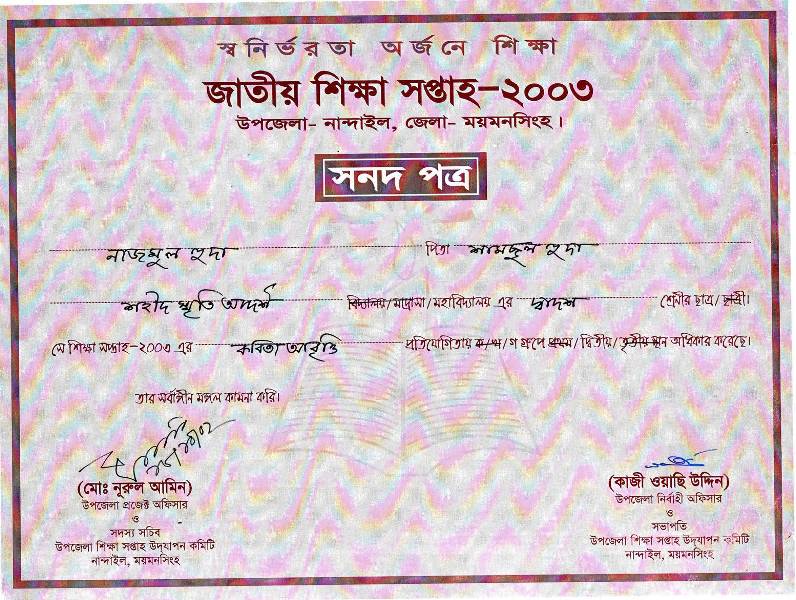 স্বনির্ভরতা অর্জনে শিক্ষা
জাতীয় শিক্ষা সপ্তাহ-২০০৩
উপজেলা- নান্দাইল, জেলা- ময়মনসিংহ।
সনদ পত্র
নাজমুল হুদা পিতা শামছুল হুদা
শহীদ স্মৃতি আদর্শ বিদ্যালয়/মাদ্রাসা/মহাবিদ্যালয় এর দ্বাদশ শ্রেনীর ছাত্র/ছাত্রী।
সে শিক্ষা সপ্তাহ-২০০৩ এর কবিতা আবৃত্তি প্রতিযোগিতায় ক/খ/গ গ্রুপে প্রথম/দ্বিতীয়/তৃতীয় স্থান অধিকার করেছে।
তার সর্বাঙ্গীন মঙ্গল কামনা করি।
(মোঃ নূরুল আমিন)
উপজেলা প্রজেক্ট অফিসার
ও
সদস্য সচিব
উপজেলা শিক্ষা সপ্তাহ উদ্‌যাপন কমিটি
নান্দাইল, ময়মনসিংহ
(কাজী ওয়াছি উদ্দিন)
উপজেলা নির্বাহী অফিসার
ও
সভাপতি
উপজেলা শিক্ষা সপ্তাহ উদ্‌যাপন কমিটি
নান্দাইল, ময়মনসিংহ